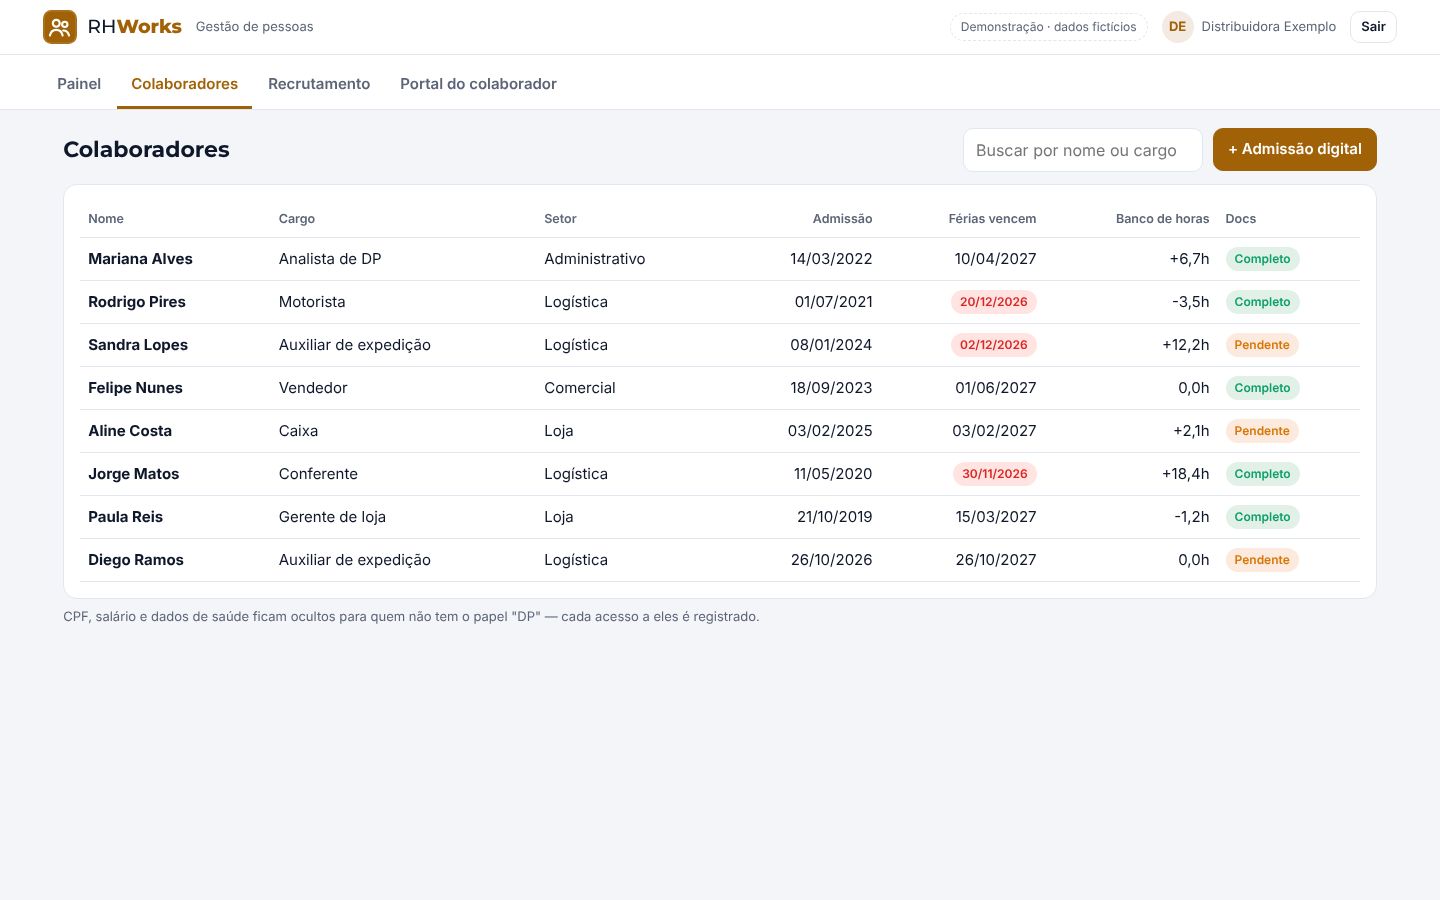 RHWorks Gestão de pessoas Demonstração · dados fictícios DE Distribuidora Exemplo Sair
Painel Colaboradores Recrutamento Portal do colaborador
Colaboradores Buscar por nome ou cargo + Admissão digital
Nome Cargo Setor Admissão Férias vencem Banco de horas Docs
Mariana Alves Analista de DP Administrativo 14/03/2022 10/04/2027 +6,7h Completo
Rodrigo Pires Motorista Logística 01/07/2021 20/12/2026 -3,5h Completo
Sandra Lopes Auxiliar de expedição Logística 08/01/2024 02/12/2026 +12,2h Pendente
Felipe Nunes Vendedor Comercial 18/09/2023 01/06/2027 0,0h Completo
Aline Costa Caixa Loja 03/02/2025 03/02/2027 +2,1h Pendente
Jorge Matos Conferente Logística 11/05/2020 30/11/2026 +18,4h Completo
Paula Reis Gerente de loja Loja 21/10/2019 15/03/2027 -1,2h Completo
Diego Ramos Auxiliar de expedição Logística 26/10/2026 26/10/2027 0,0h Pendente
CPF, salário e dados de saúde ficam ocultos para quem não tem o papel "DP" — cada acesso a eles é registrado.